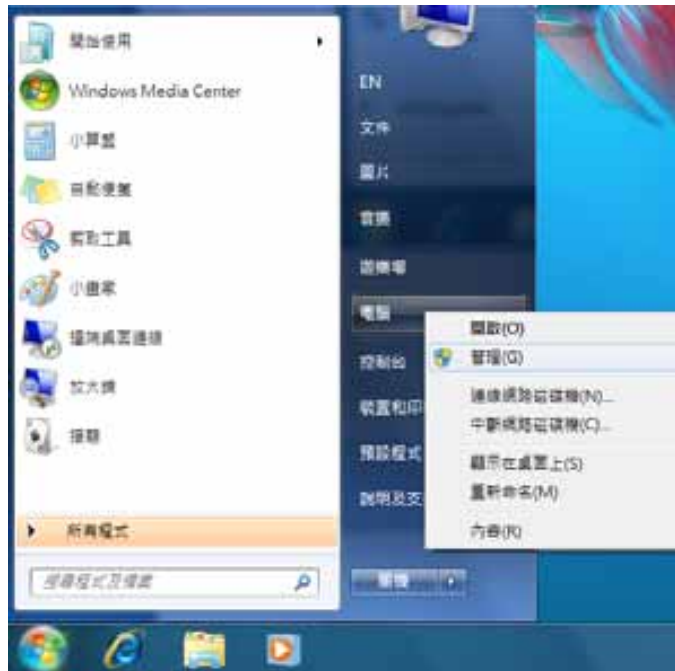 開始使用
Windows Media Center
小算盤
自黏便箋
剪取工具
小畫家
遠端桌面連線
放大鏡
接龍
所有程式
搜尋程式及檔案
EN
文件
圖片
音樂
遊樂場
電腦
控制台
裝置和印
預設程式
說明及支
關機
開啟(O)
管理(G)
連線網路磁碟機(N)...
中斷網路磁碟機(C)...
顯示在桌面上(S)
重新命名(M)
內容(R)